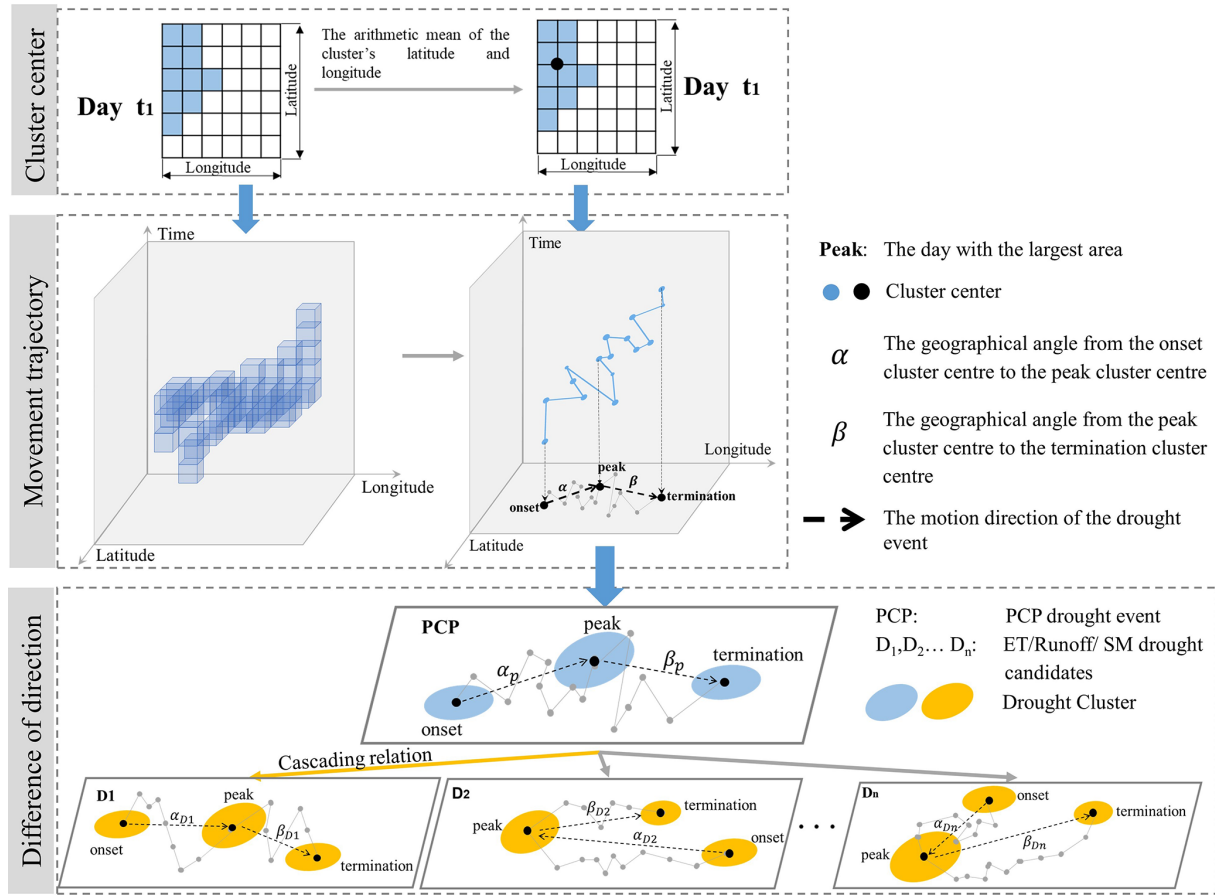 Cluster center
Day t1
Latitude
Longitude
The arithmetic mean of the
cluster's latitude and
longitude
Latitude
Day t1
Longitude
Movement trajectory
Time
Longitude
Latitude
Time
Longitude
Latitude
onset
α
peak
β
termination
Peak: The day with the largest area
Cluster center
α The geographical angle from the onset
cluster centre to the peak cluster centre
β The geographical angle from the peak
cluster centre to the termination cluster
centre
The motion direction of the drought
event
Difference of direction
PCP
onset
αp
peak
βp
termination
PCP: PCP drought event
D1,D2… Dn: ET/Runoff/ SM drought
candidates
Drought Cluster
Cascading relation
D1
onset
αD1
peak
βD1
termination
D2
peak
βD2
termination
αD2
onset
. . .
Dn
onset
αDn
peak
βDn
termination